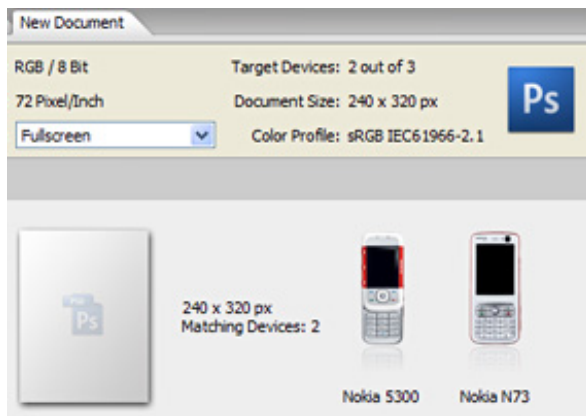 New Document
RGB / 8 Bit
Target Devices: 2 out of 3
72 Pixel/Inch
Document Size: 240 x 320 px
Fullscreen
Color Profile: sRGB IEC61966-2.1
Ps
Ps
240 x 320 px
Matching Devices: 2
Nokia 5300
Nokia N73